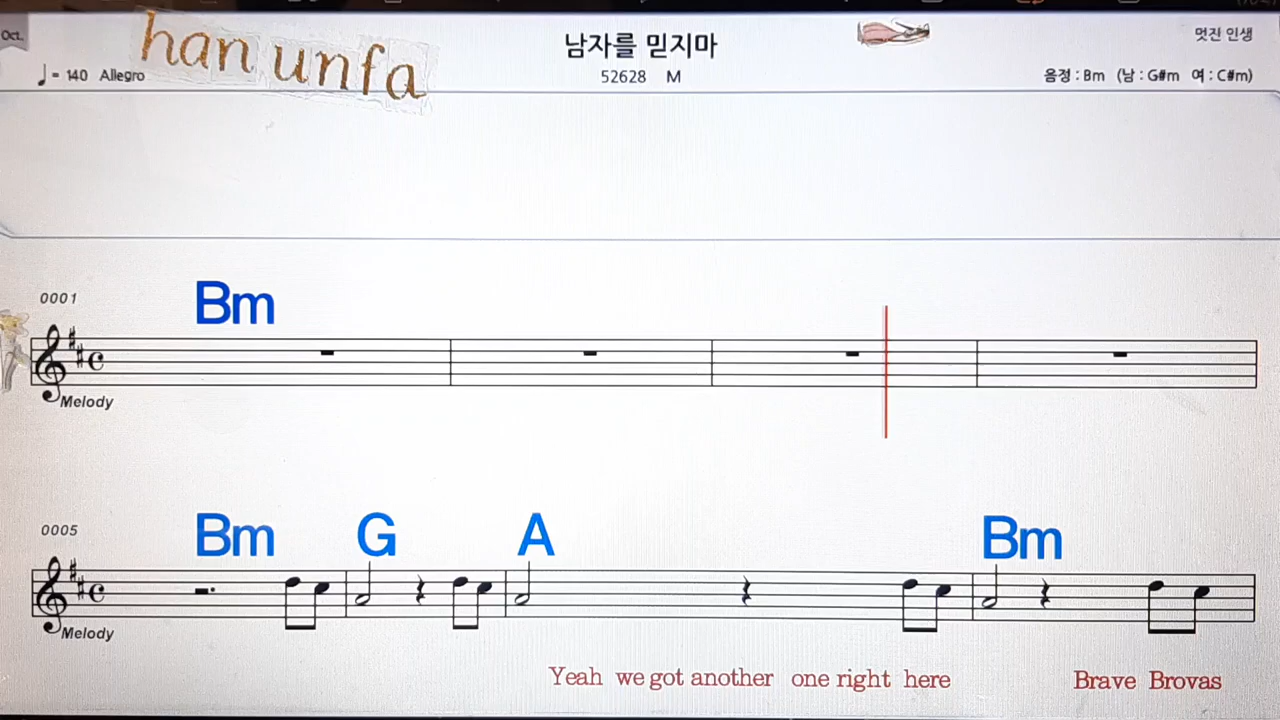 Oct.
han unfa
남자를 믿지마
멋진 인생
♩= 140 Allegro
52628 M
음정 : Bm (남 : G#m 여 : C#m)
0001
Bm
Melody
0005
Bm G A Bm
Melody
Yeah we got another one right here Brave Brovas